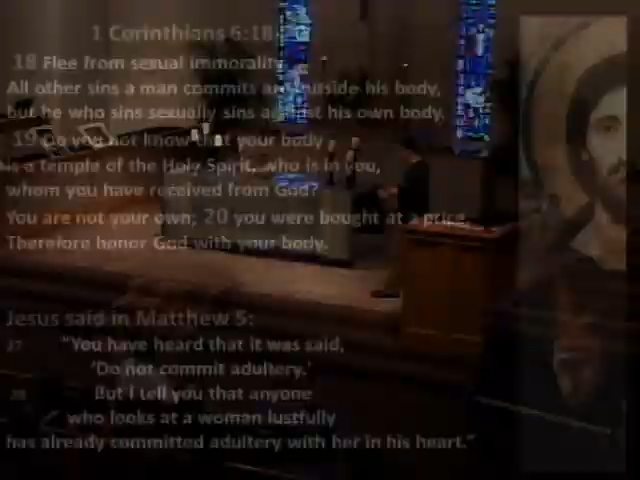 1 Corinthians 6:18-
18 Flee from sexual immorality
All other sins a man commits are outside his body,
but he who sins sexually sins against his own body.
19 Do you not know that your body
is a temple of the Holy Spirit, who is in you,
whom you have received from God?
You are not your own; 20 you were bought at a price.
Therefore honor God with your body.
Jesus said in Matthew 5:
27 "You have heard that it was said,
'Do not commit adultery.'
28 But I tell you that anyone
who looks at a woman lustfully
has already committed adultery with her in his heart."